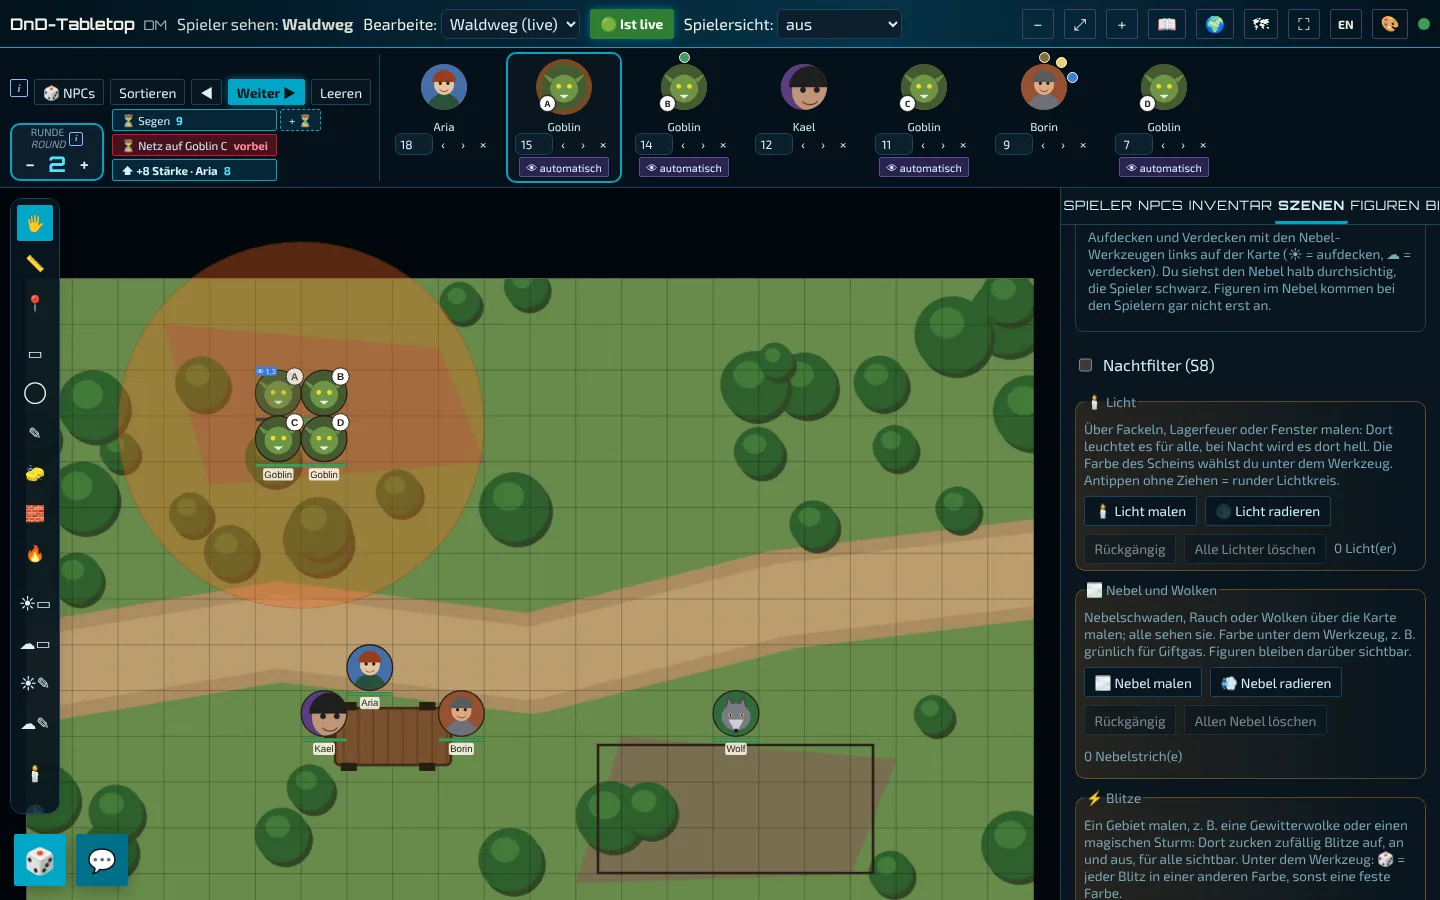 DnD-Tabletop DM Spieler sehen: Waldweg Bearbeite: Waldweg (live) Ist live Spielersicht: aus EN
i NPCs Sortieren Weiter Leeren
RUNDE
ROUND i
− 2 +
Segen 9 +
Netz auf Goblin C vorbei
+8 Stärke · Aria 8
Aria
18 ‹ › ×
A
Goblin
15 ‹ › ×
automatisch
B
Goblin
14 ‹ › ×
automatisch
Kael
12 ‹ › ×
C
Goblin
11 ‹ › ×
automatisch
Borin
9 ‹ › ×
D
Goblin
7 ‹ › ×
automatisch
1,3
A B
C D
Goblin Goblin
Aria
Kael Borin
Wolf
SPIELER NPCS INVENTAR SZENEN FIGUREN BI
Aufdecken und Verdecken mit den Nebel-
Werkzeugen links auf der Karte (☀ = aufdecken, ☁ =
verdecken). Du siehst den Nebel halb durchsichtig,
die Spieler schwarz. Figuren im Nebel kommen bei
den Spielern gar nicht erst an.
Nachtfilter (S8)
Licht
Über Fackeln, Lagerfeuer oder Fenster malen: Dort
leuchtet es für alle, bei Nacht wird es dort hell. Die
Farbe des Scheins wählst du unter dem Werkzeug.
Antippen ohne Ziehen = runder Lichtkreis.
Licht malen Licht radieren
Rückgängig Alle Lichter löschen 0 Licht(er)
Nebel und Wolken
Nebelschwaden, Rauch oder Wolken über die Karte
malen; alle sehen sie. Farbe unter dem Werkzeug, z. B.
grünlich für Giftgas. Figuren bleiben darüber sichtbar.
Nebel malen Nebel radieren
Rückgängig Allen Nebel löschen
0 Nebelstrich(e)
Blitze
Ein Gebiet malen, z. B. eine Gewitterwolke oder einen
magischen Sturm: Dort zucken zufällig Blitze auf, an
und aus, für alle sichtbar. Unter dem Werkzeug: 🎲 =
jeder Blitz in einer anderen Farbe, sonst eine feste
Farbe.